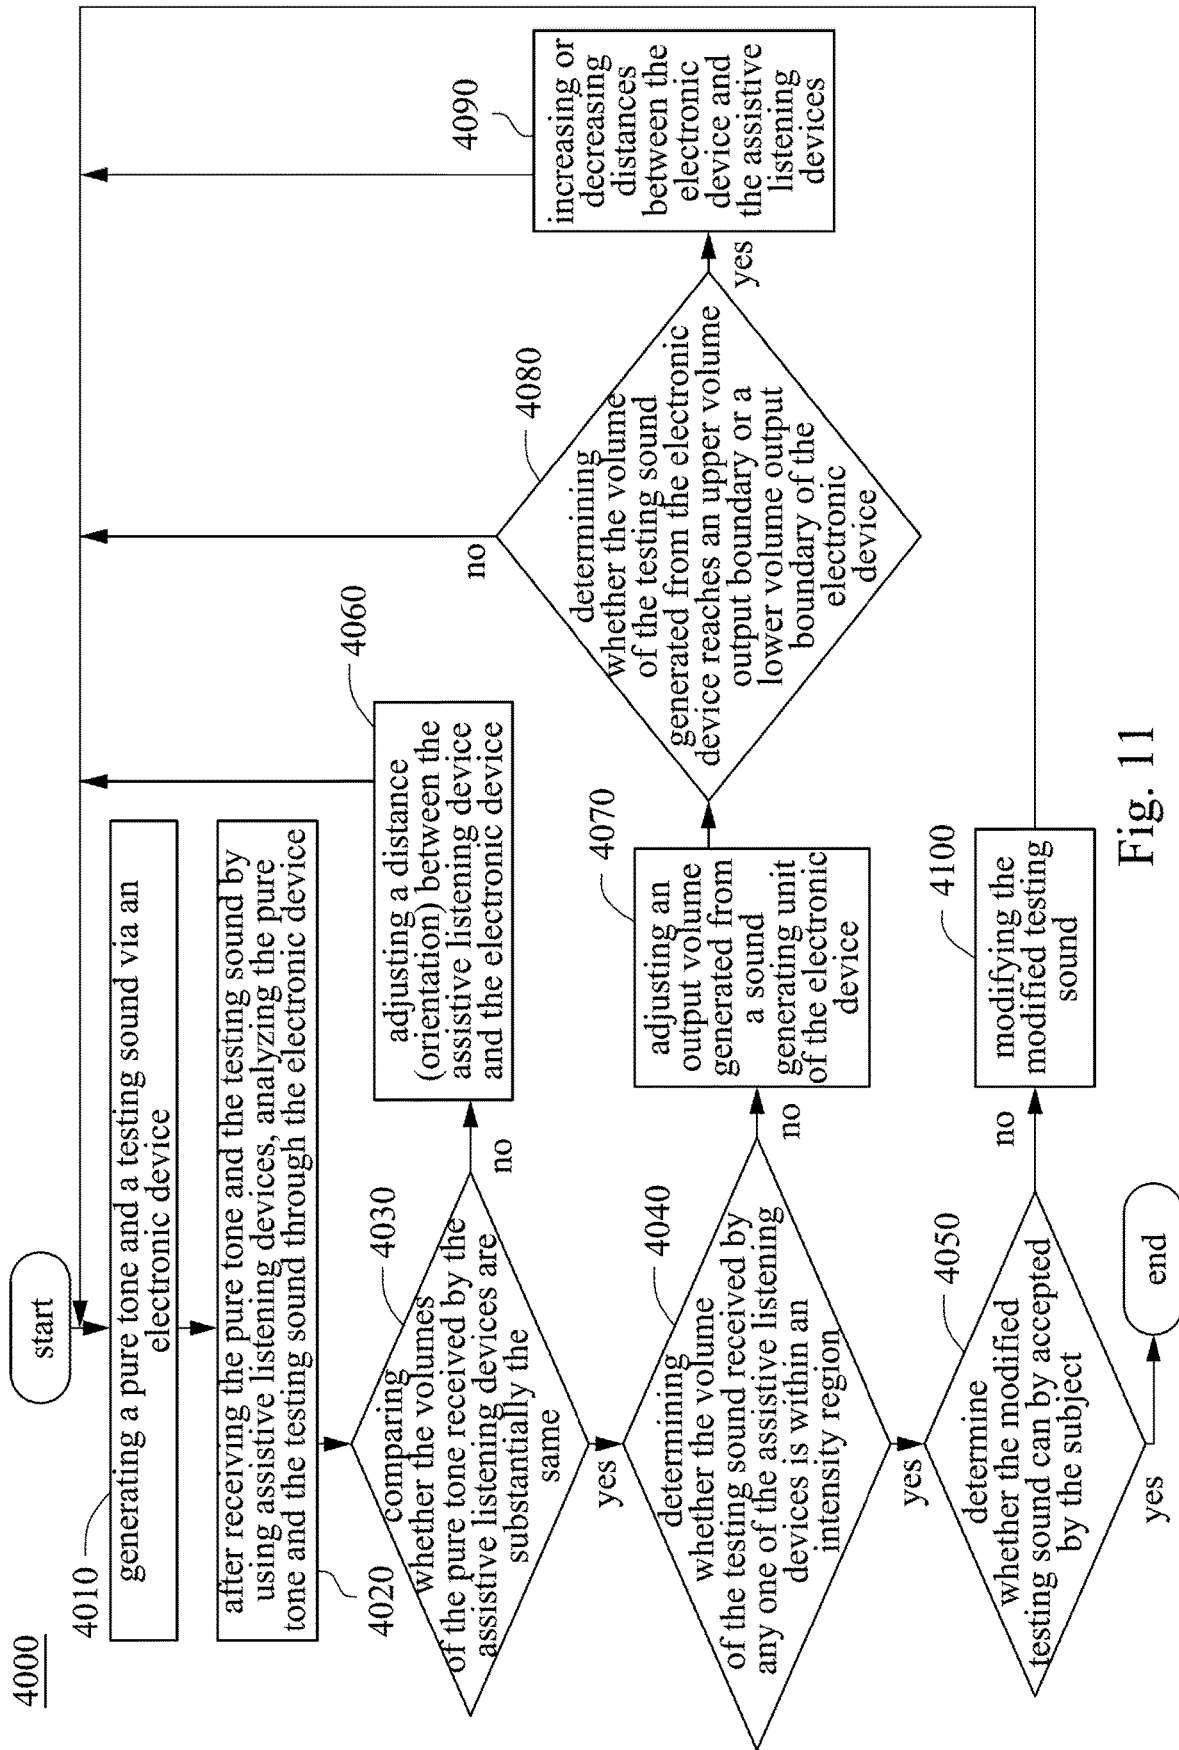 4000
start
4010
generating a pure tone and a testing sound via an
electronic device
4020
after receiving the pure tone and the testing sound by
using assistive listening devices, analyzing the pure
tone and the testing sound through the electronic device
4030
comparing
whether the volumes
of the pure tone received by the
assistive listening devices are
substantially the
same
no
yes
4060
adjusting a distance
(orientation) between the
assistive listening device
and the electronic device
4040
determining
whether the volume
of the testing sound received by
any one of the assistive listening
devices is within an
intensity region
no
yes
4070
adjusting an
output volume
generated from
a sound
generating unit
of the electronic
device
4080
determining
whether the volume
of the testing sound
generated from the electronic
device reaches an upper volume
output boundary or a
lower volume output
boundary of the
electronic
device
no
yes
4090
increasing or
decreasing
distances
between the
electronic
device and
the assistive
listening
devices
4050
determine
whether the modified
testing sound can by accepted
by the subject
no
yes
4100
modifying the
modified testing
sound
end
Fig. 11